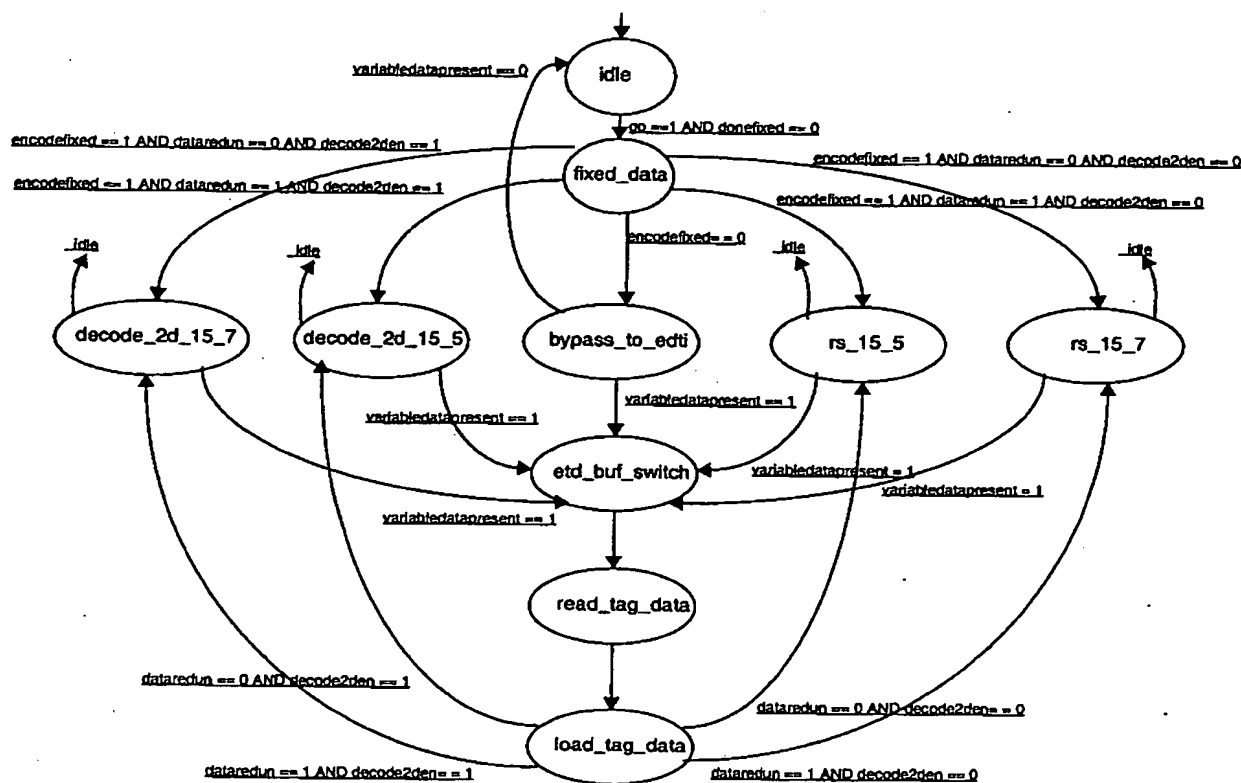 idle
variabledatapresent == 0
go ==1 AND donefixed == 0
encodefixed == 1 AND dataredun == 0 AND decode2den == 1
encodefixed == 1 AND dataredun == 0 AND decode2den == 0
fixed_data
encodefixed == 1 AND dataredun == 1 AND decode2den == 1
encodefixed == 1 AND dataredun == 1 AND decode2den == 0
encodefixed= = 0
_idle
_idle
_idle
_idle
decode_2d_15_7
decode_2d_15_5
bypass_to_edti
rs_15_5
rs_15_7
variabledatapresent == 1
variabledatapresent == 1
etd_buf_switch
variabledatapresent = 1
variabledatapresent = 1
variabledatapresent == 1
read_tag_data
dataredun == 0 AND decode2den == 1
dataredun == 0 AND decode2den= = 0
load_tag_data
dataredun == 1 AND decode2den= = 1
dataredun == 1 AND decode2den == 0